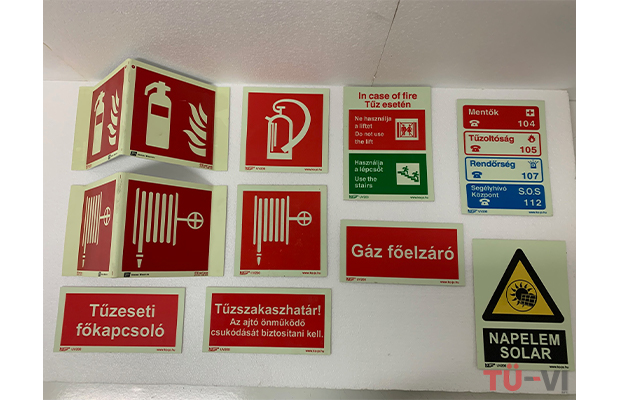 In case of fire
Tűz esetén
Ne használja
a liftet
Do not use
the lift
Használja
a lépcsőt
Use the
stairs
Mentők
104
Tűzoltóság
105
Rendőrség
107
Segélyhívó
Központ
S.O.S
112
Gáz főelzáró
Tűzeseti
főkapcsoló
Tűzszakaszhatár!
Az ajtó önműködő
csukódását biztosítani kell.
NAPELEM
SOLAR
TŰ-VI